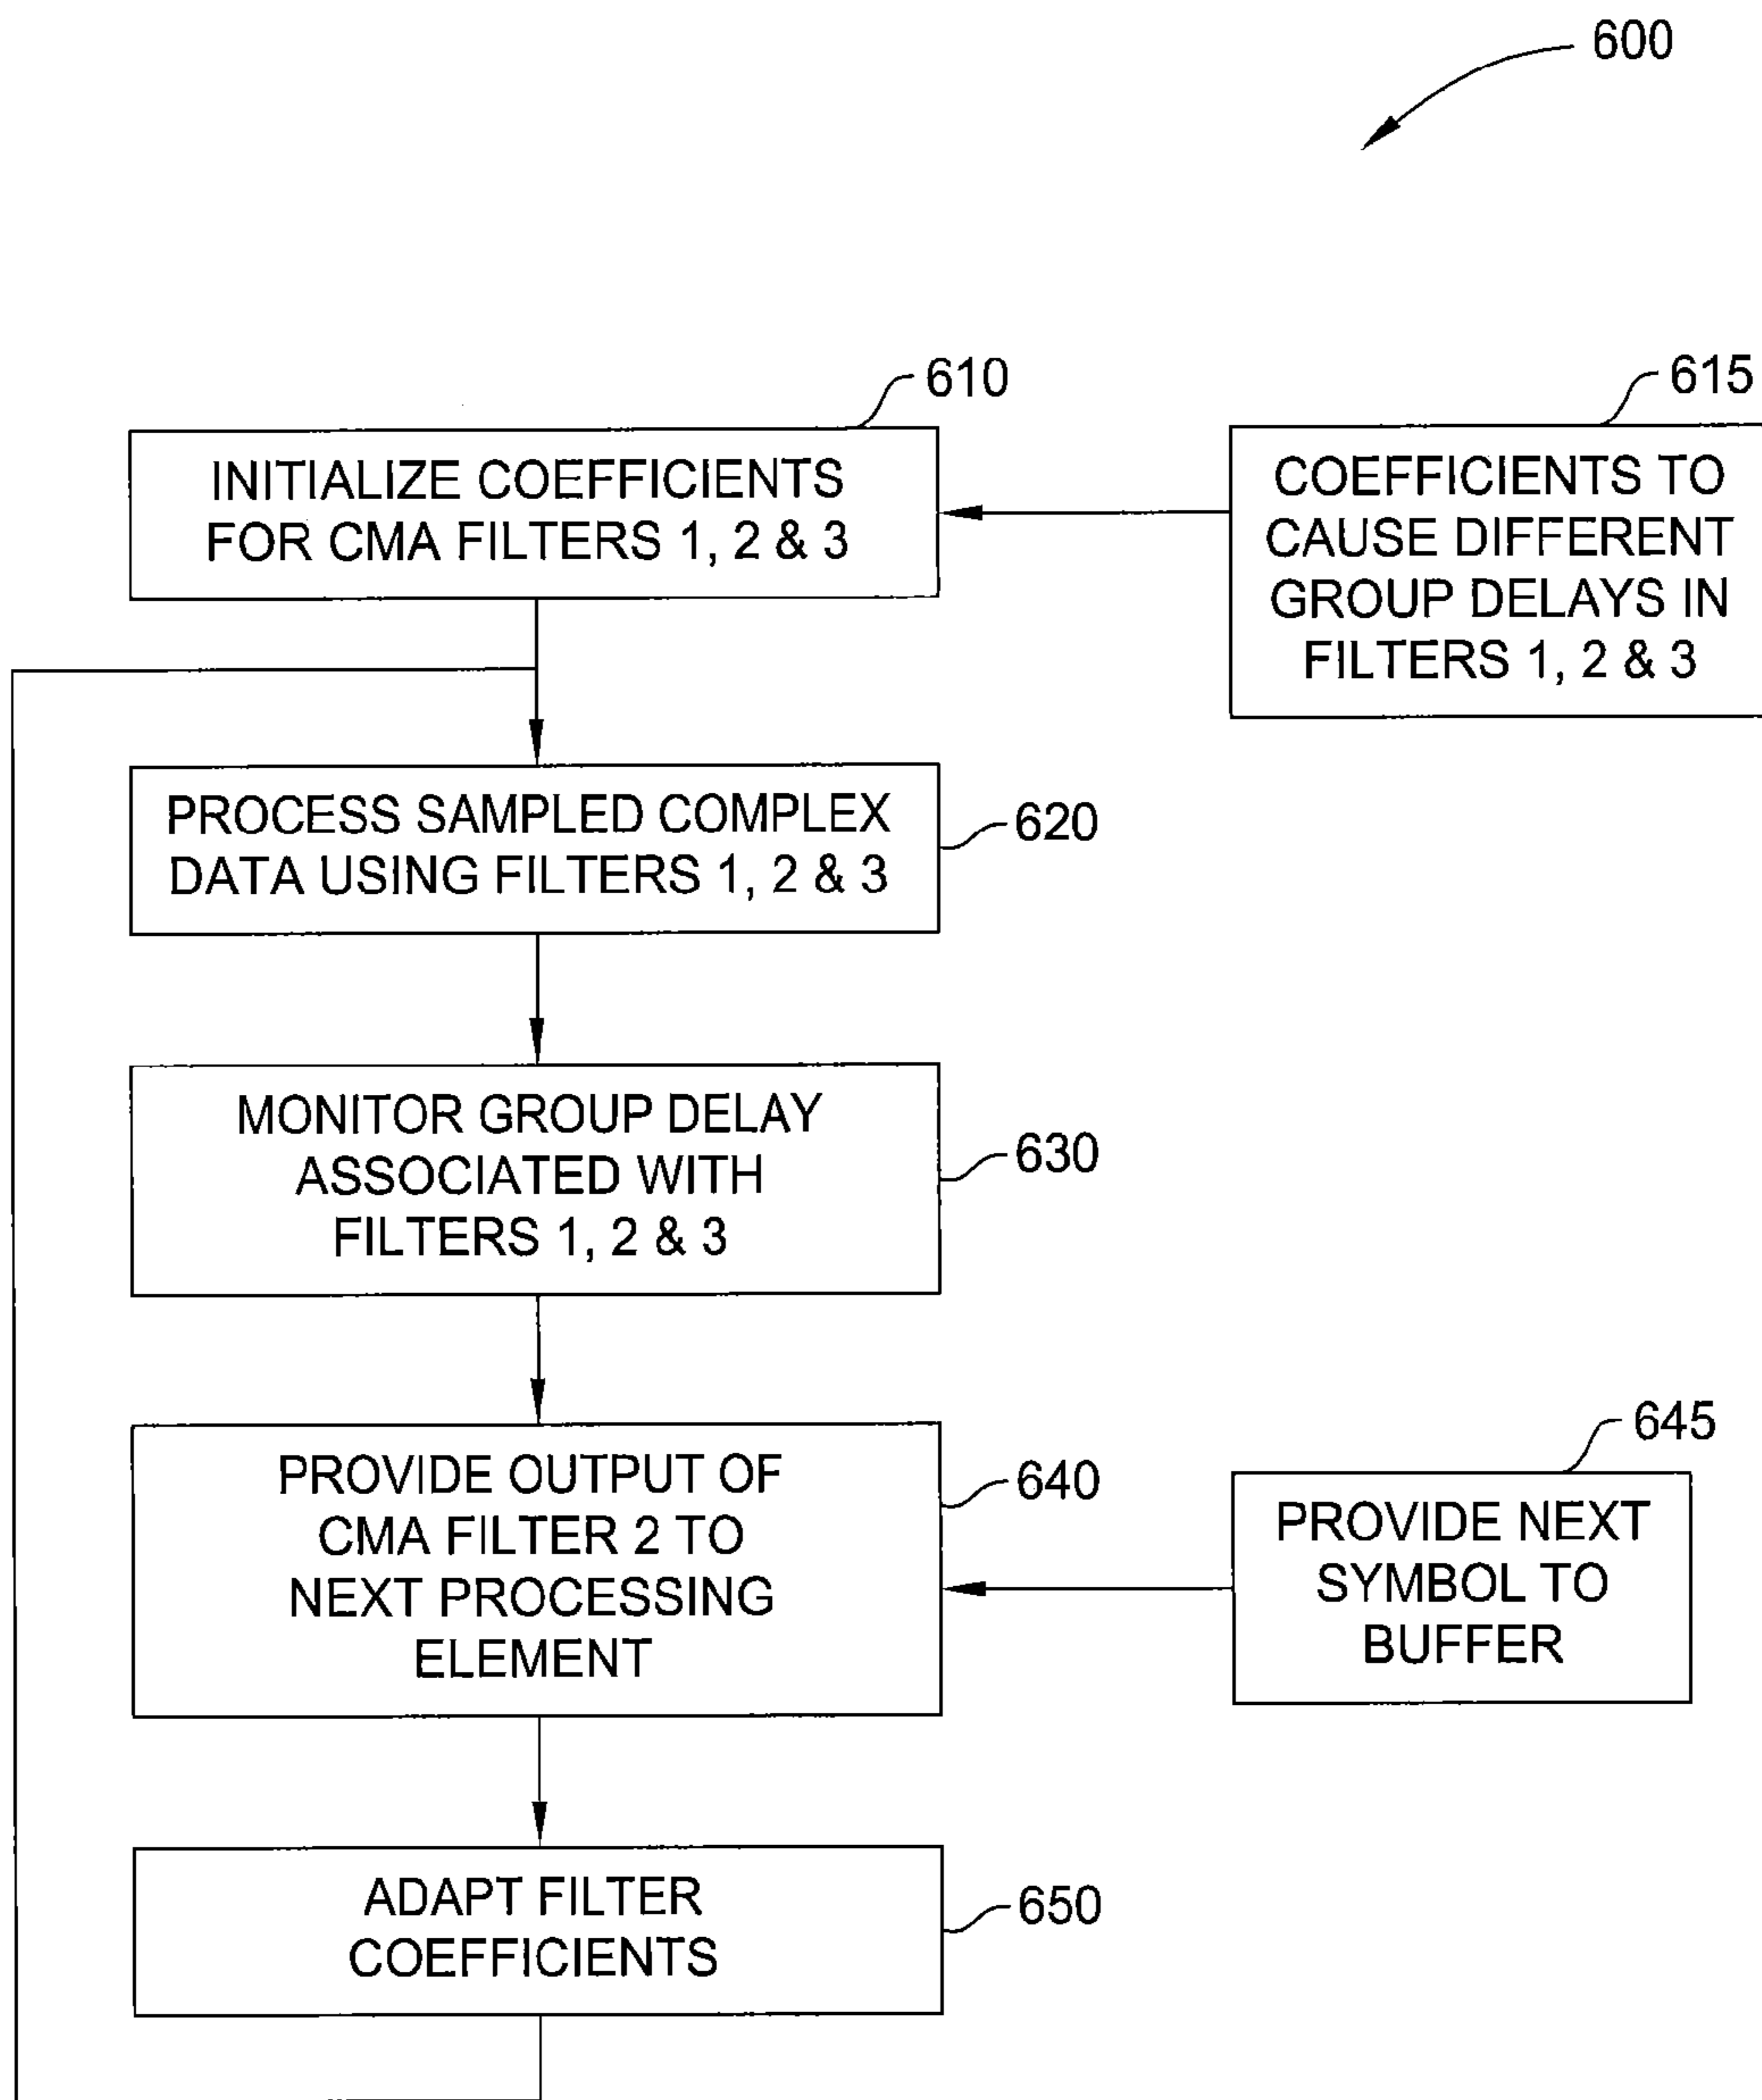 600
610
INITIALIZE COEFFICIENTS
FOR CMA FILTERS 1, 2 & 3
615
COEFFICIENTS TO
CAUSE DIFFERENT
GROUP DELAYS IN
FILTERS 1, 2 & 3
PROCESS SAMPLED COMPLEX
DATA USING FILTERS 1, 2 & 3
620
MONITOR GROUP DELAY
ASSOCIATED WITH
FILTERS 1, 2 & 3
630
PROVIDE OUTPUT OF
CMA FILTER 2 TO
NEXT PROCESSING
ELEMENT
640
645
PROVIDE NEXT
SYMBOL TO
BUFFER
ADAPT FILTER
COEFFICIENTS
650